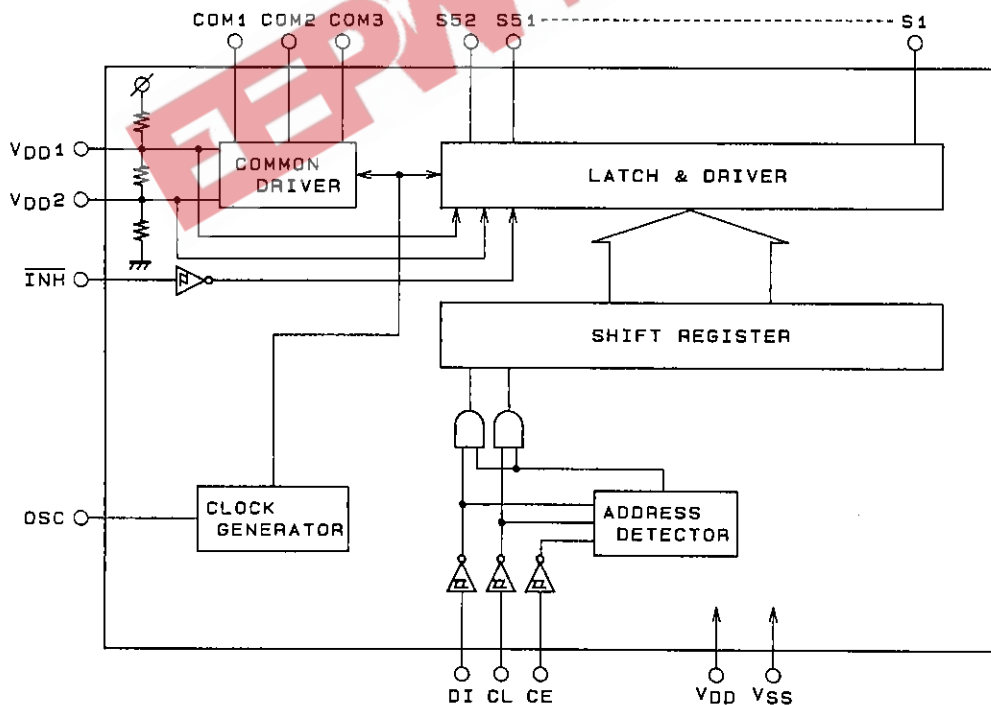 COM1 COM2 COM3 S52 S51 S1
VDD1
VDD2
INH
COMMON
DRIVER
LATCH & DRIVER
SHIFT REGISTER
OSC
CLOCK
GENERATOR
ADDRESS
DETECTOR
DI CL CE VDD VSS